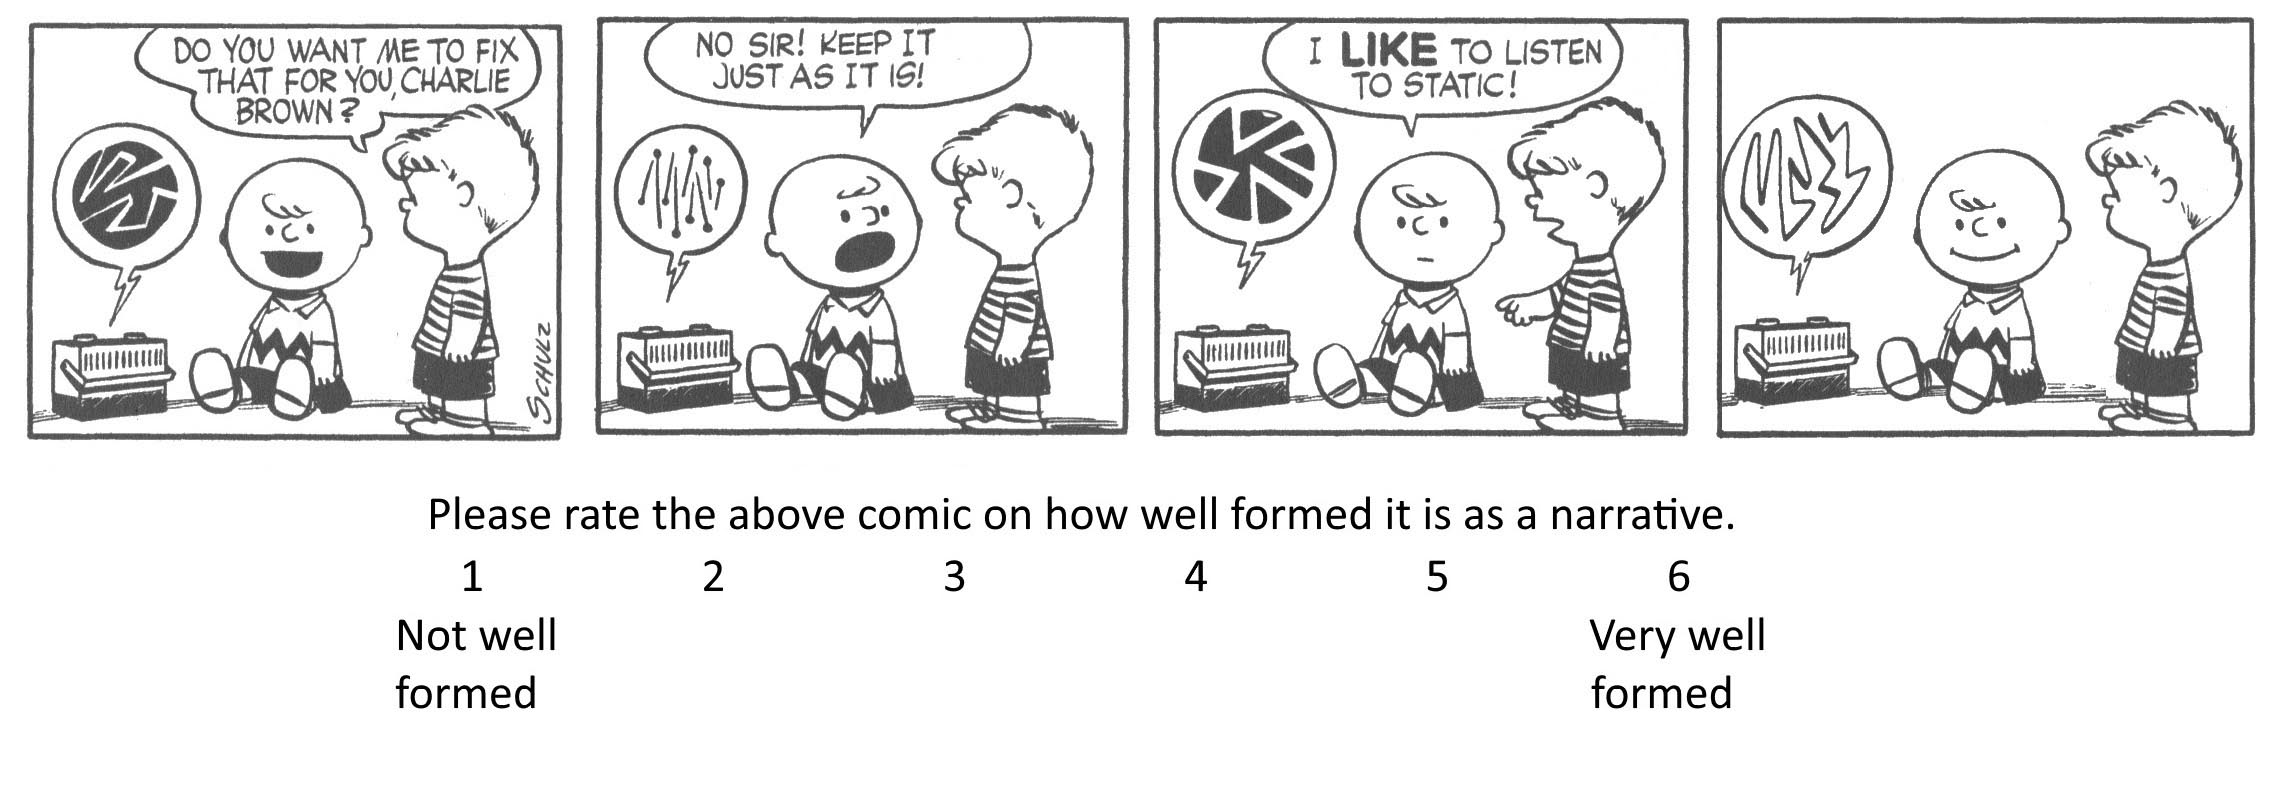 DO YOU WANT ME TO FIX
THAT FOR YOU, CHARLIE
BROWN?
SCHULZ
NO SIR! KEEP IT
JUST AS IT IS!
I LIKE TO LISTEN
TO STATIC!
Please rate the above comic on how well formed it is as a narrative.
1 2 3 4 5 6
Not well Very well
formed formed